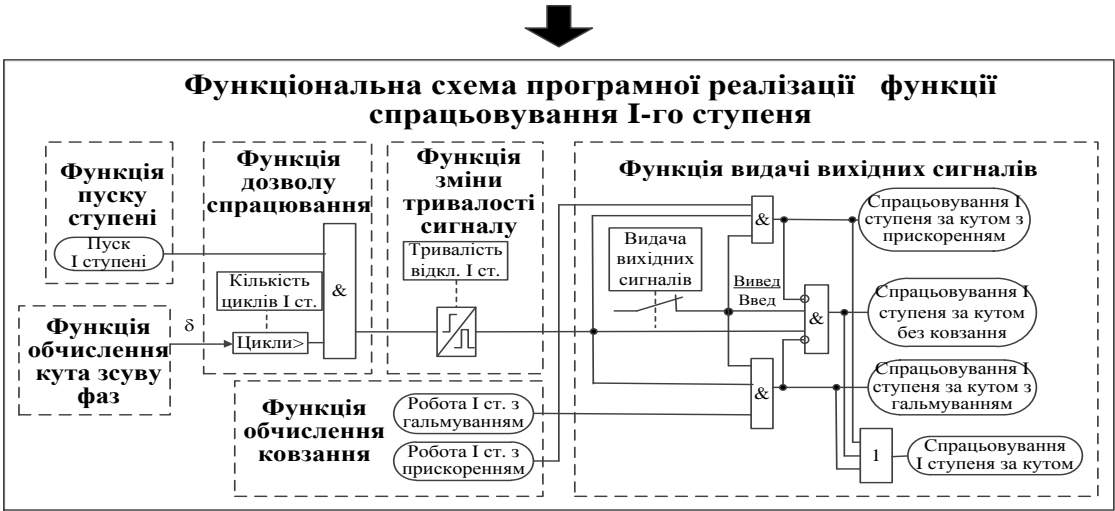 Функціональна схема програмної реалізації функції
спрацьовування І-го ступеня
Функція
пуску
ступені
Пуск
І ступені
Функція
обчислення
кута зсуву
фаз
δ
Функція
дозволу
спрацювання
Кількість
циклів І ст.
Цикли>
&
Функція
зміни
тривалості
сигналу
Тривалість
відкл. І ст.
Функція
обчислення
ковзання
Робота І ст. з
гальмуванням
Робота І ст. з
прискоренням
Функція видачі вихідних сигналів
Видача
вихідних
сигналів
Вивед
Введ
&
&
&
1
Спрацьовування І
ступеня за кутом з
прискоренням
Спрацьовування І
ступеня за кутом
без ковзання
Спрацьовування І
ступеня за кутом з
гальмуванням
Спрацьовування
І ступеня за кутом